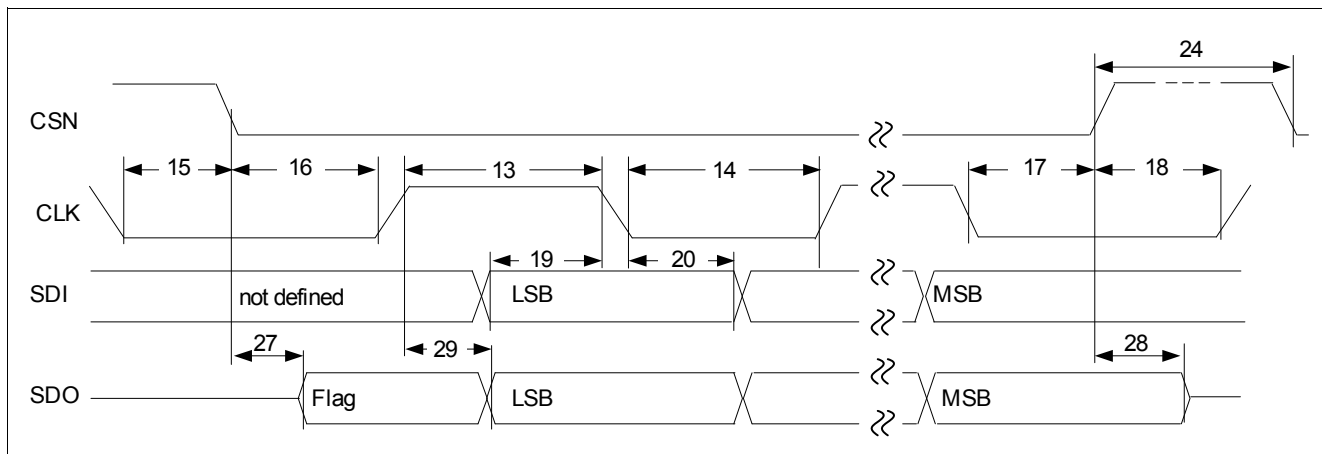 24
CSN
15
16
13
14
17
18
CLK
19
20
SDI
not defined
LSB
MSB
27
29
28
SDO
Flag
LSB
MSB